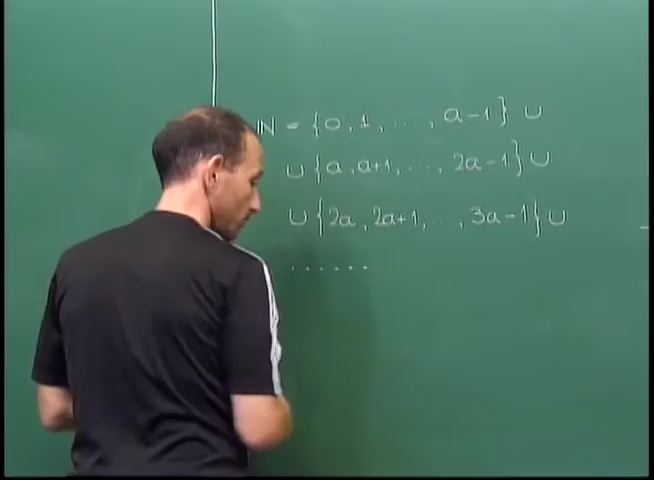 ℕ = {0, 1, ...., a-1} ∪
∪ {a, a+1, ...., 2a-1} ∪
∪ {2a, 2a+1, ..., 3a-1} ∪
......